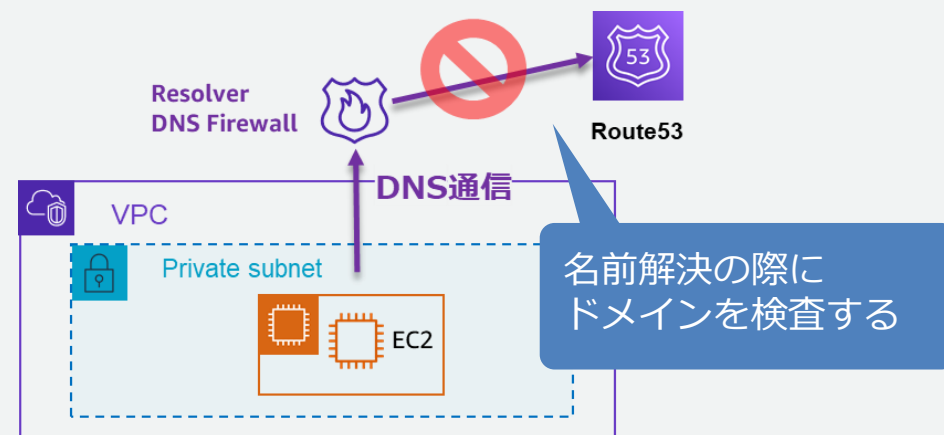 53
Resolver
DNS Firewall
Route53
DNS通信
VPC
Private subnet
名前解決の際に
ドメインを検査する
EC2